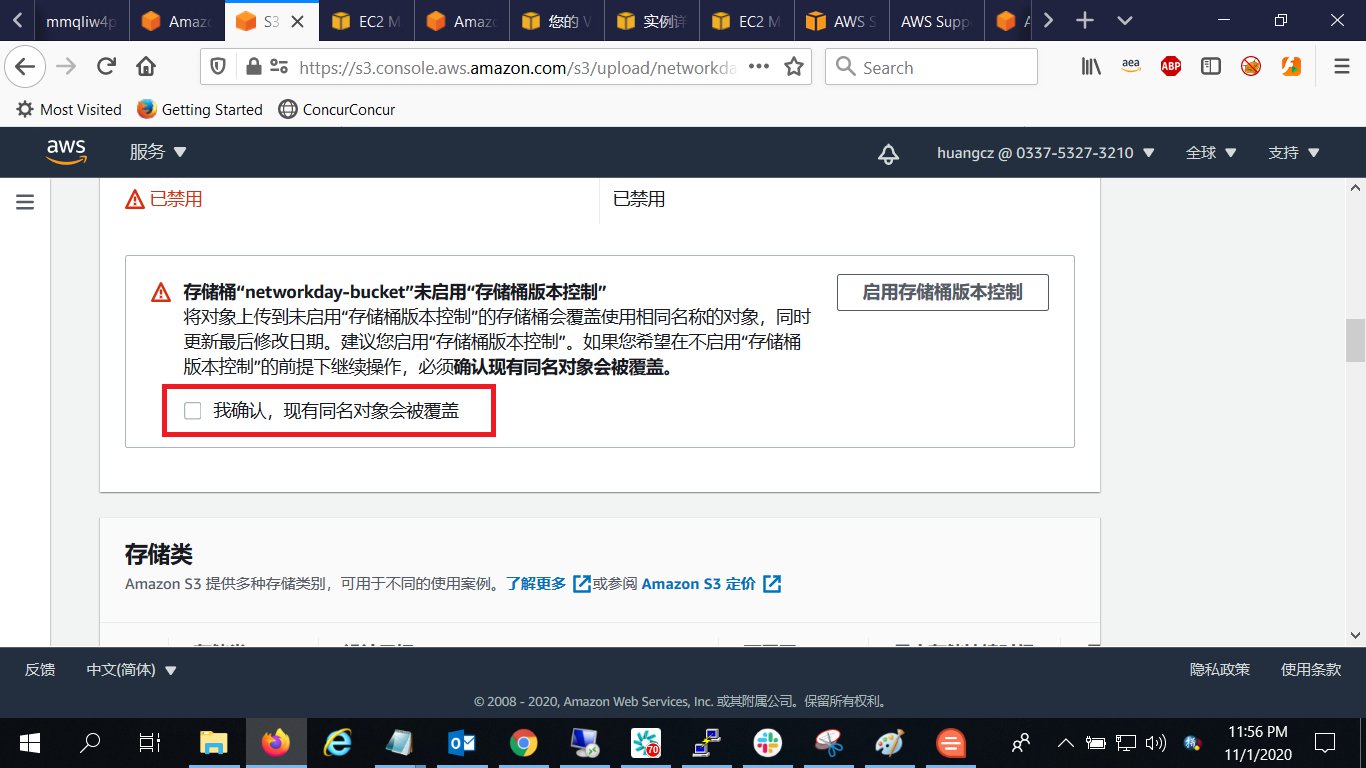 mmqliw4p
Amaz
S3
EC2 M
Amaz
您的 V
实例详
EC2 M
AWS S
AWS Supp
https://s3.console.aws.amazon.com/s3/upload/networkda
Search
aea
ABP
Most Visited
Getting Started
ConcurConcur
aws
服务
huangcz @ 0337-5327-3210
全球
支持
已禁用
已禁用
存储桶“networkday-bucket”未启用“存储桶版本控制”
启用存储桶版本控制
将对象上传到未启用“存储桶版本控制”的存储桶会覆盖使用相同名称的对象，同时
更新最后修改日期。建议您启用“存储桶版本控制”。如果您希望在不启用“存储桶
版本控制”的前提下继续操作，必须确认现有同名对象会被覆盖。
我确认，现有同名对象会被覆盖
存储类
Amazon S3 提供多种存储类别，可用于不同的使用案例。了解更多 或参阅 Amazon S3 定价
反馈
中文(简体)
隐私政策
使用条款
© 2008 - 2020, Amazon Web Services, Inc. 或其附属公司。保留所有权利。
70
11:56 PM
11/1/2020